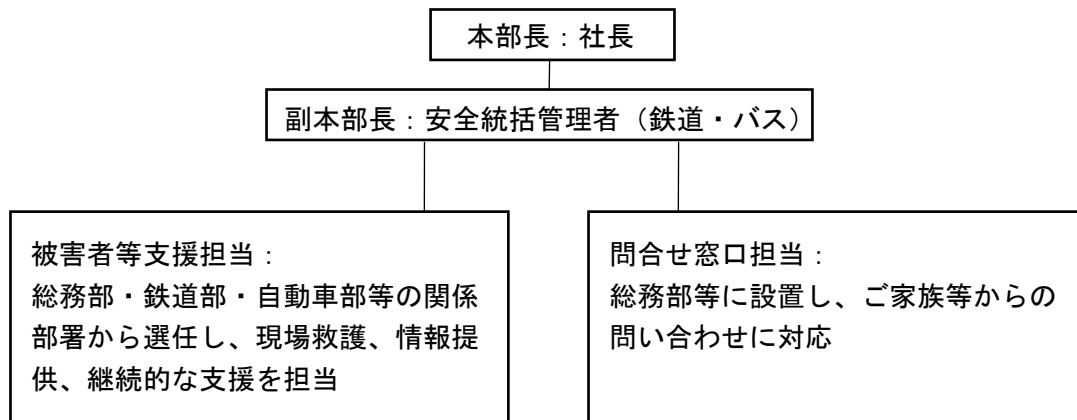 本部長：社長
副本部長：安全統括管理者（鉄道・バス）
被害者等支援担当：
総務部・鉄道部・自動車部等の関係
部署から選任し、現場救護、情報提
供、継続的な支援を担当
問合せ窓口担当：
総務部等に設置し、ご家族等からの
問い合わせに対応